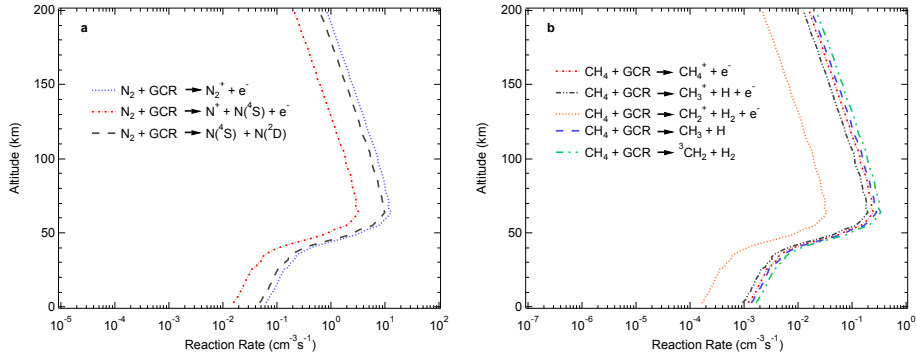 a
N₂ + GCR → N₂⁺ + e⁻
N₂ + GCR → N⁺ + N(⁴S) + e⁻
N₂ + GCR → N(⁴S) + N(²D)
Altitude (km)
200
150
100
50
0
10⁻⁵ 10⁻⁴ 10⁻³ 10⁻² 10⁻¹ 10⁰ 10¹ 10²
Reaction Rate (cm⁻³s⁻¹)
b
CH₄ + GCR → CH₄⁺ + e⁻
CH₄ + GCR → CH₃⁺ + H + e⁻
CH₄ + GCR → CH₂⁺ + H₂ + e⁻
CH₄ + GCR → CH₃ + H
CH₄ + GCR → ³CH₂ + H₂
Altitude (km)
200
150
100
50
0
10⁻⁷ 10⁻⁶ 10⁻⁵ 10⁻⁴ 10⁻³ 10⁻² 10⁻¹ 10⁰
Reaction Rate (cm⁻³s⁻¹)